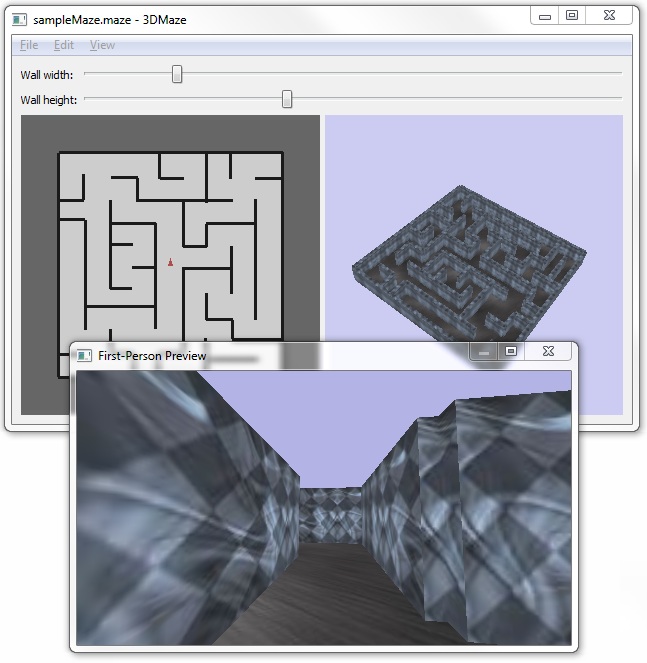 sampleMaze.maze - 3DMaze
File Edit View
Wall width:
Wall height:
First-Person Preview